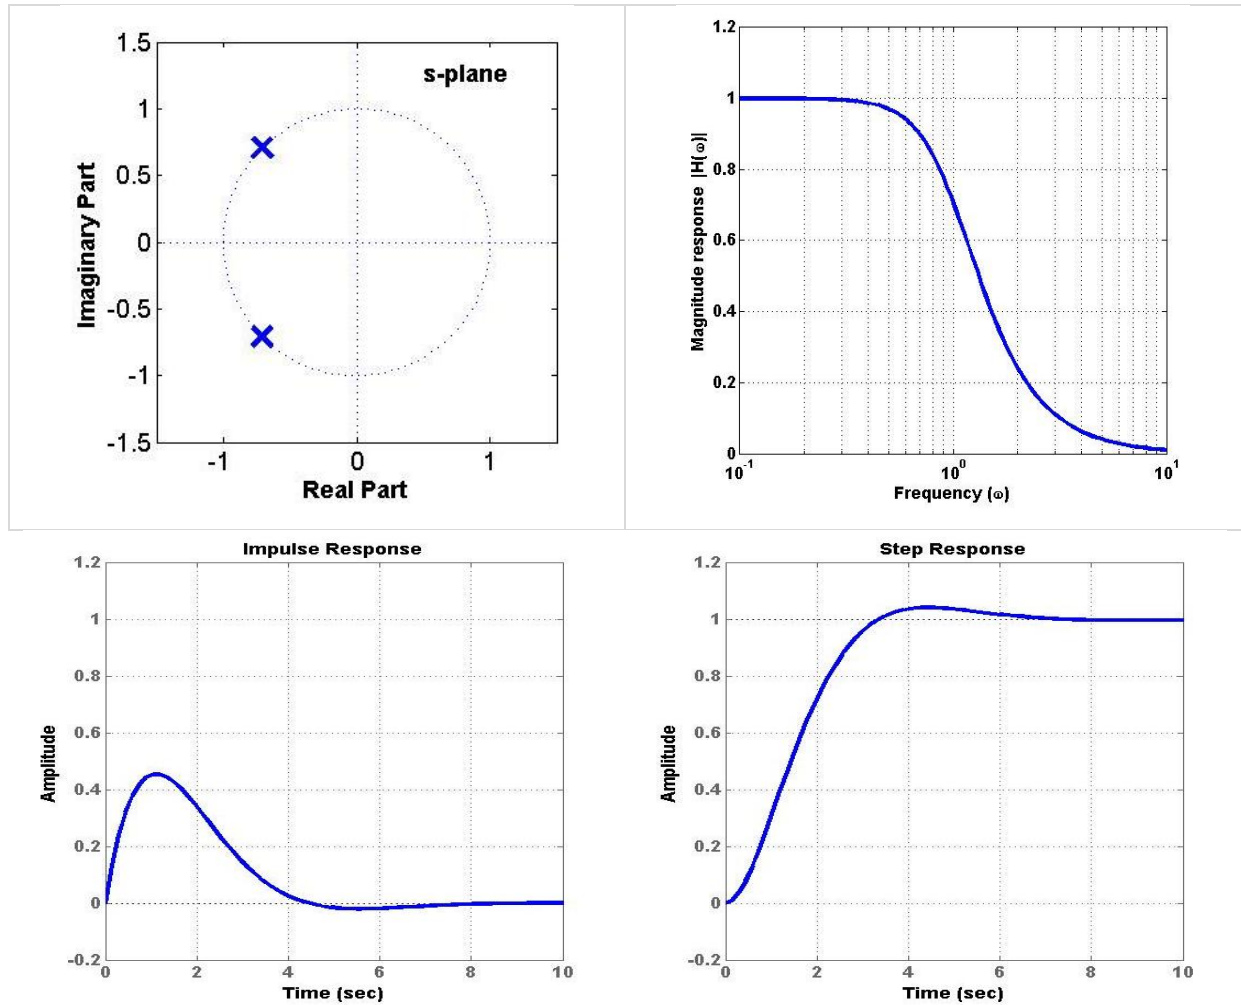 s-plane
1.5
1
0.5
0
-0.5
-1
-1.5
Imaginary Part
-1 0 1
Real Part
1.2
1
0.8
0.6
0.4
0.2
0
Magnitude response |H(ω)|
10-1 100 101
Frequency (ω)
Impulse Response
1.2
1
0.8
0.6
0.4
0.2
0
-0.2
Amplitude
0 2 4 6 8 10
Time (sec)
Step Response
1.2
1
0.8
0.6
0.4
0.2
0
-0.2
Amplitude
0 2 4 6 8 10
Time (sec)